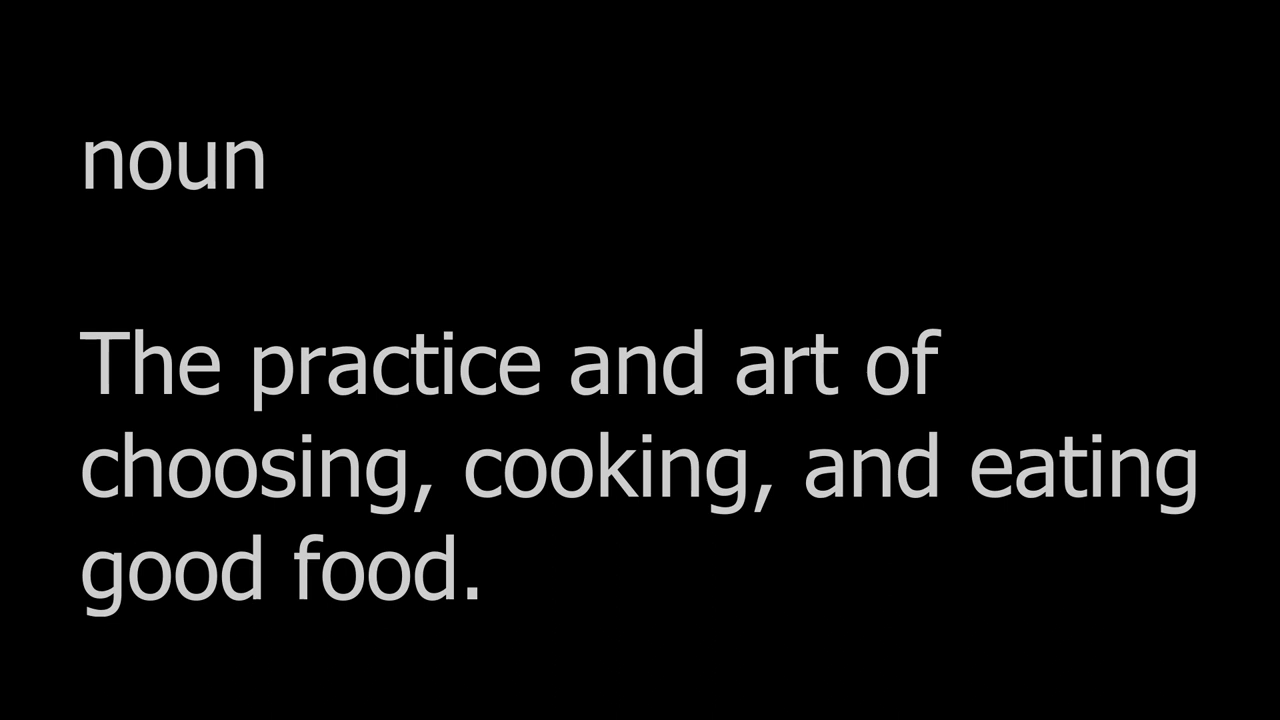 noun
The practice and art of
choosing, cooking, and eating
good food.